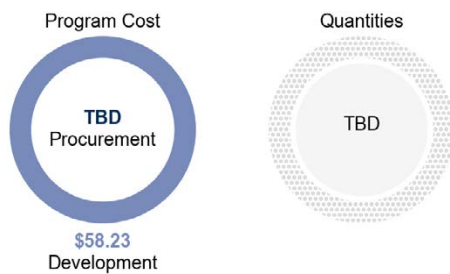 Program Cost
TBD
Procurement
$58.23
Development
Quantities
TBD